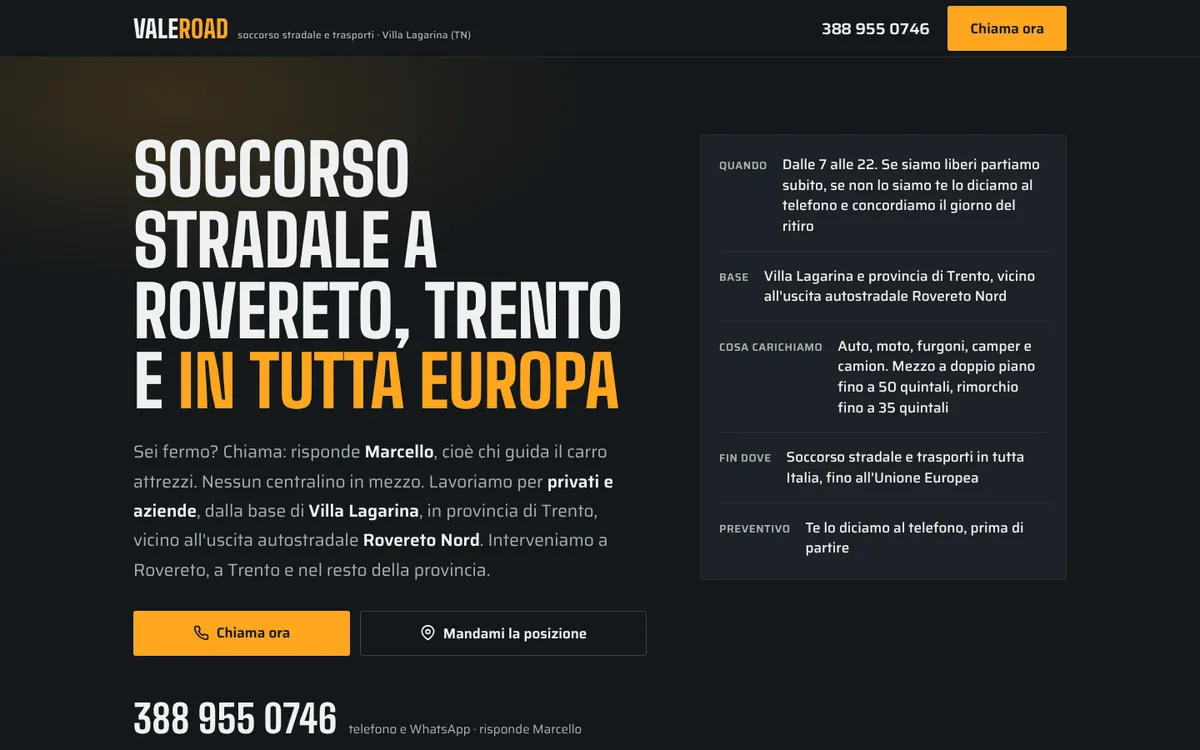 VALEROAD soccorso stradale e trasporti · Villa Lagarina (TN)
388 955 0746
Chiama ora
SOCCORSO
STRADALE A
ROVERETO, TRENTO
E IN TUTTA EUROPA
Sei fermo? Chiama: risponde Marcello, cioè chi guida il carro
attrezzi. Nessun centralino in mezzo. Lavoriamo per privati e
aziende, dalla base di Villa Lagarina, in provincia di Trento,
vicino all'uscita autostradale Rovereto Nord. Interveniamo a
Rovereto, a Trento e nel resto della provincia.
Chiama ora
Mandami la posizione
388 955 0746 telefono e WhatsApp · risponde Marcello
QUANDO Dalle 7 alle 22. Se siamo liberi partiamo
subito, se non lo siamo te lo diciamo al
telefono e concordiamo il giorno del
ritiro
BASE Villa Lagarina e provincia di Trento, vicino
all'uscita autostradale Rovereto Nord
COSA CARICHIAMO Auto, moto, furgoni, camper e
camion. Mezzo a doppio piano
fino a 50 quintali, rimorchio
fino a 35 quintali
FIN DOVE Soccorso stradale e trasporti in tutta
Italia, fino all'Unione Europea
PREVENTIVO Te lo diciamo al telefono, prima di
partire